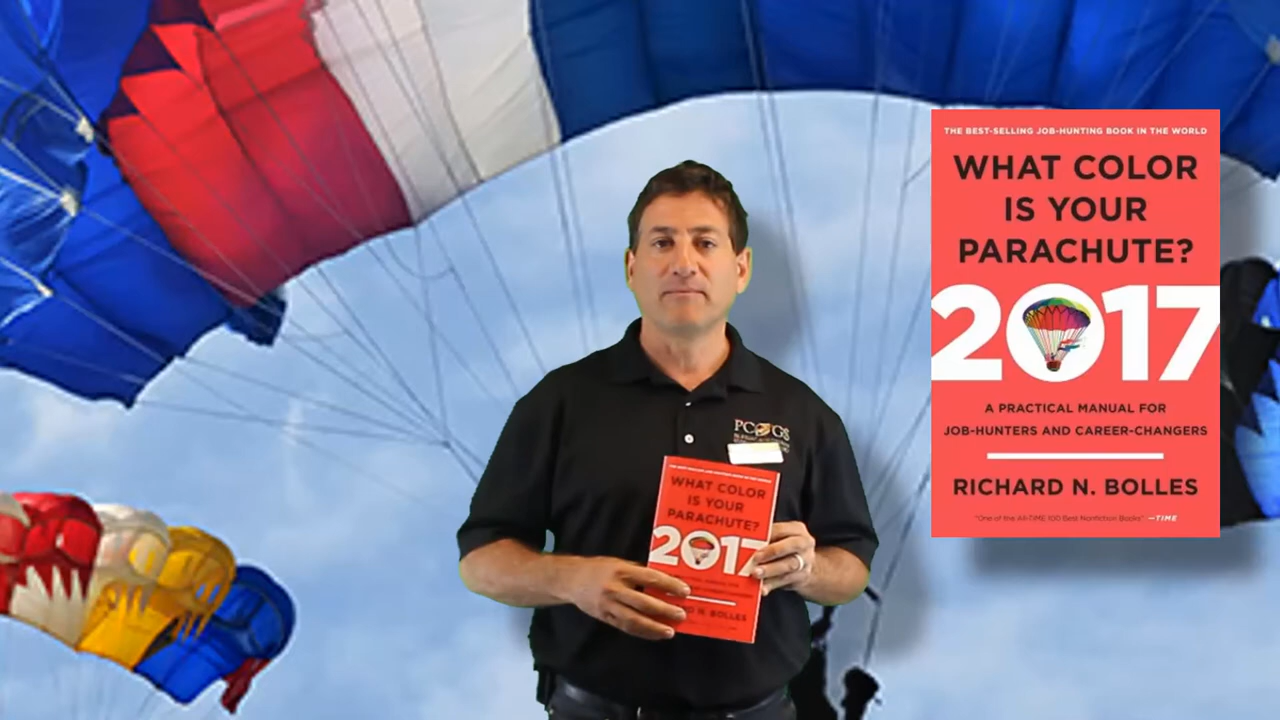 PCGS
WHAT COLOR
IS YOUR
PARACHUTE?
2017
N. BOLLES
THE BEST-SELLING JOB-HUNTING BOOK IN THE WORLD
WHAT COLOR
IS YOUR
PARACHUTE?
2017
A PRACTICAL MANUAL FOR
JOB-HUNTERS AND CAREER-CHANGERS
RICHARD N. BOLLES
"One of the All-TIME 100 Best Nonfiction Books" —TIME